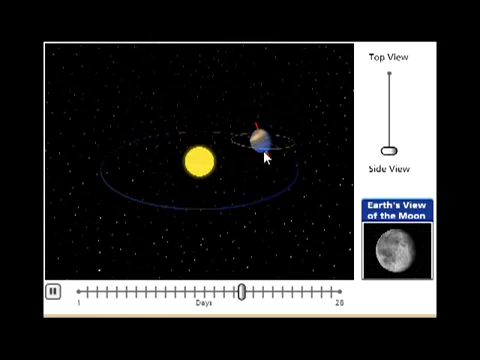 Top View
Side View
Earth's View
of the Moon
1
Days
28